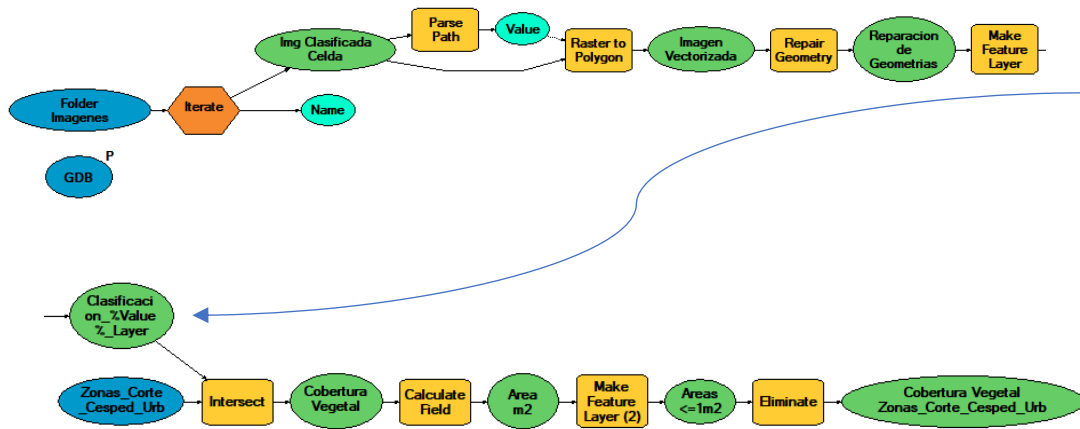 Img Clasificada
Celda
Parse
Path
Value
Raster to
Polygon
Imagen
Vectorizada
Repair
Geometry
Reparacion
de
Geometrias
Make
Feature
Layer
Folder
Imagenes
Iterate
Name
P
GDB
Clasificaci
on_%Value
%_Layer
Zonas_Corte
_Cesped_Urb
Intersect
Cobertura
Vegetal
Calculate
Field
Area
m2
Make
Feature
Layer (2)
Areas
<=1m2
Eliminate
Cobertura Vegetal
Zonas_Corte_Cesped_Urb